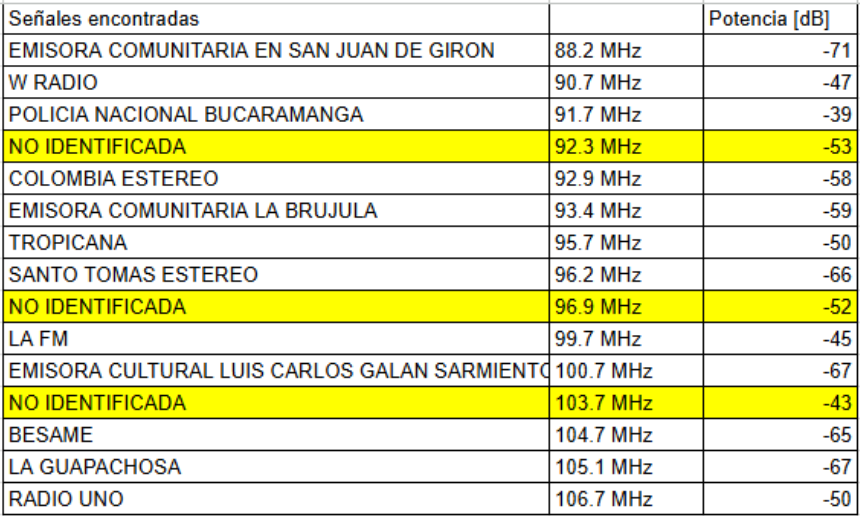 Señales encontradas Potencia [dB]
EMISORA COMUNITARIA EN SAN JUAN DE GIRON 88.2 MHz -71
W RADIO 90.7 MHz -47
POLICIA NACIONAL BUCARAMANGA 91.7 MHz -39
NO IDENTIFICADA 92.3 MHz -53
COLOMBIA ESTEREO 92.9 MHz -58
EMISORA COMUNITARIA LA BRUJULA 93.4 MHz -59
TROPICANA 95.7 MHz -50
SANTO TOMAS ESTEREO 96.2 MHz -66
NO IDENTIFICADA 96.9 MHz -52
LA FM 99.7 MHz -45
EMISORA CULTURAL LUIS CARLOS GALAN SARMIENTO 100.7 MHz -67
NO IDENTIFICADA 103.7 MHz -43
BESAME 104.7 MHz -65
LA GUAPACHOSA 105.1 MHz -67
RADIO UNO 106.7 MHz -50